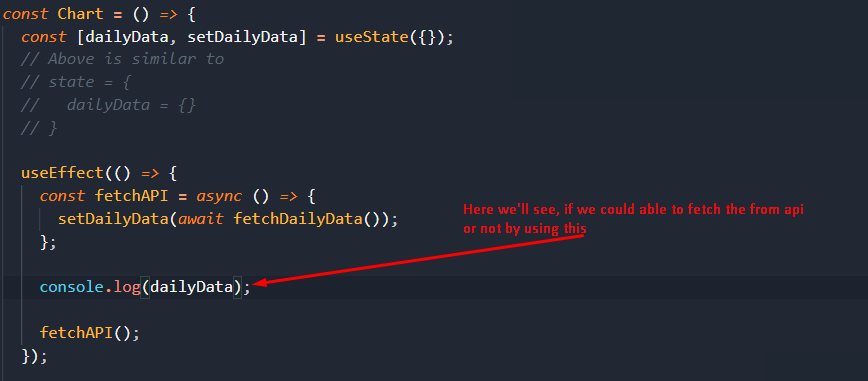 const Chart = () => {
const [dailyData, setDailyData] = useState({});
// Above is similar to
// state = {
//   dailyData = {}
// }
useEffect(() => {
const fetchAPI = async () => {
setDailyData(await fetchDailyData());
};
Here we'll see, if we could able to fetch the from api
or not by using this
console.log(dailyData);
fetchAPI();
});